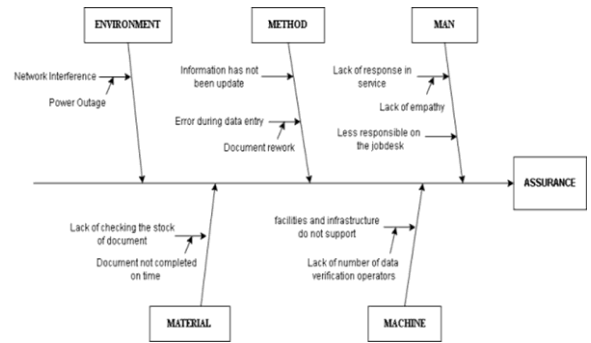 ENVIRONMENT
METHOD
MAN
Network Interference
Power Outage
Information has not
been update
Error during data entry
Document rework
Lack of response in
service
Lack of empathy
Less responsible on
the jobdesk
ASSURANCE
Lack of checking the stock
of document
Document not completed
on time
facilities and infrastructure
do not support
Lack of number of data
verification operators
MATERIAL
MACHINE